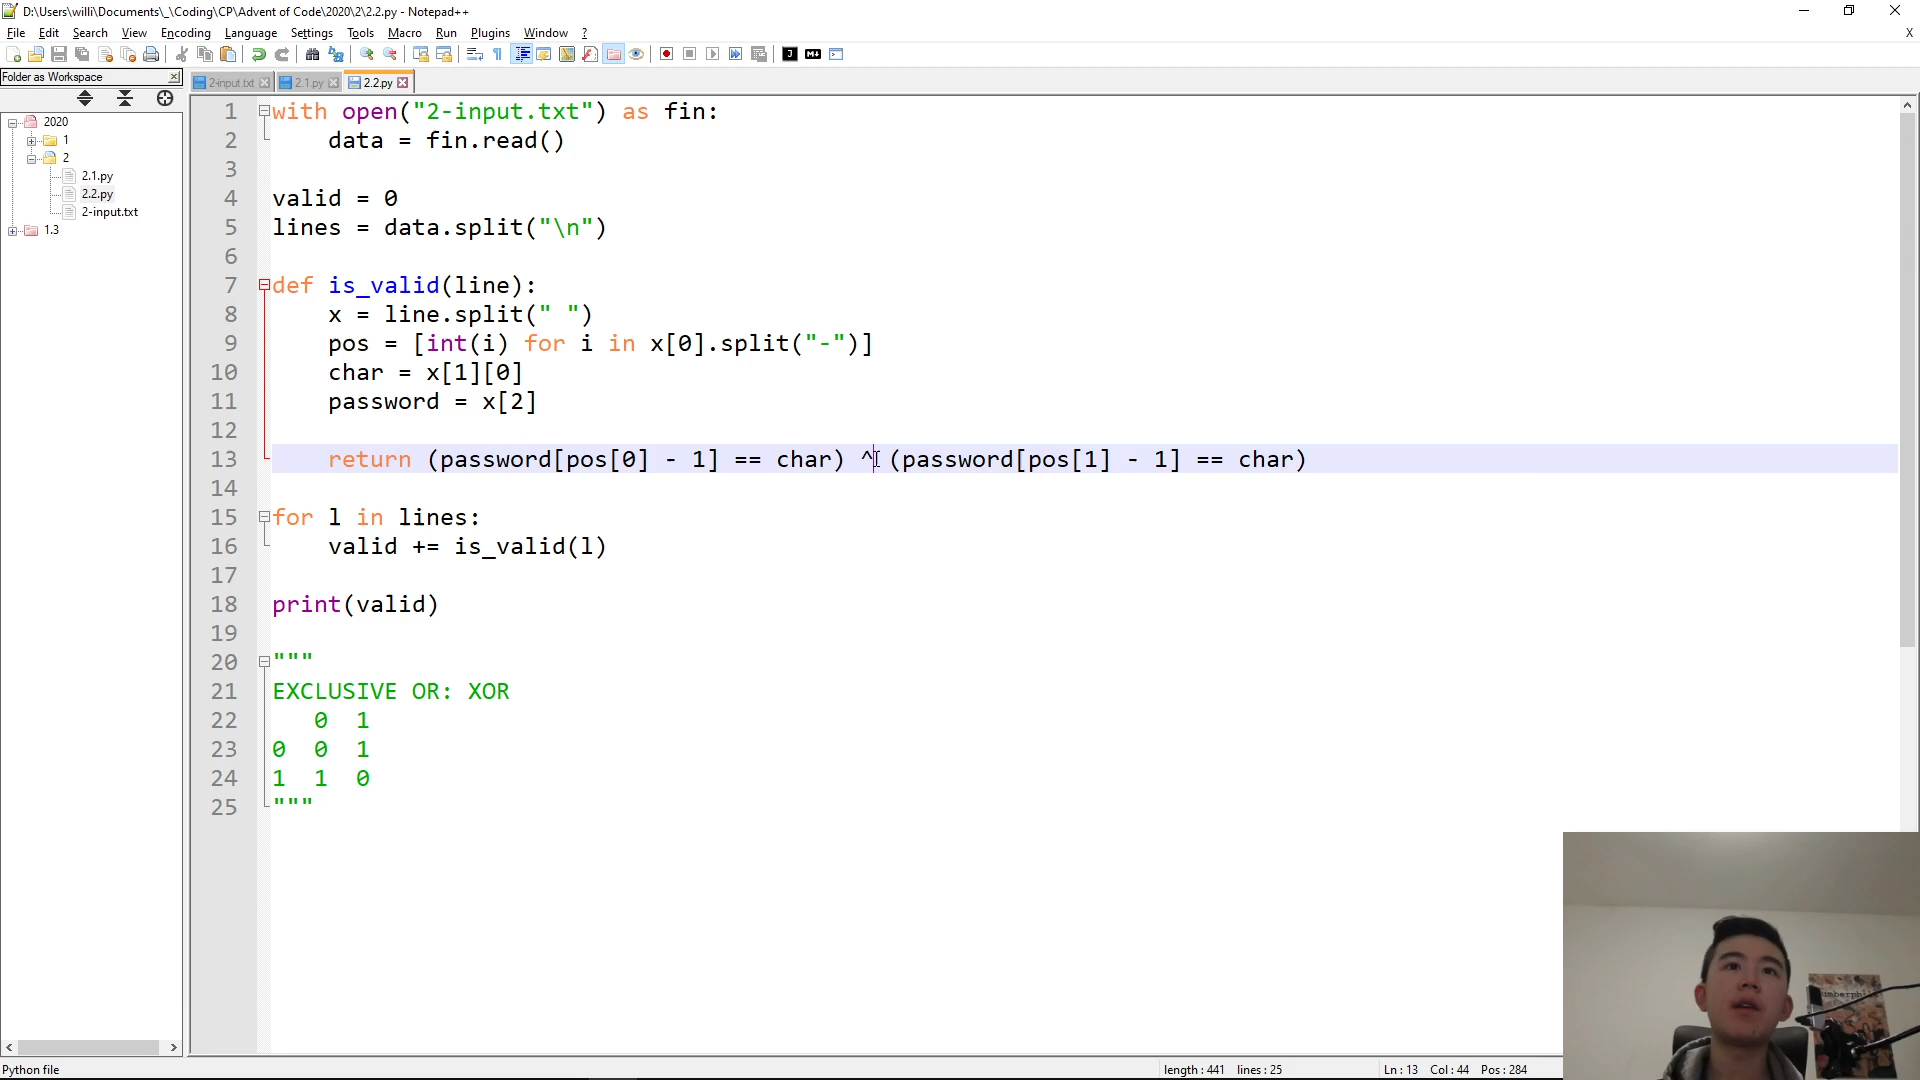 D:\Users\willi\Documents\_\Coding\CP\Advent of Code\2020\2\2.2.py - Notepad++
File Edit Search View Encoding Language Settings Tools Macro Run Plugins Window ? X
Folder as Workspace
2-input.txt 2.1.py 2.2.py
2020
1
2
2.1.py
2.2.py
2-input.txt
1.3
1 with open("2-input.txt") as fin:
2     data = fin.read()
3
4 valid = 0
5 lines = data.split("\n")
6
7 def is_valid(line):
8     x = line.split(" ")
9     pos = [int(i) for i in x[0].split("-")]
10     char = x[1][0]
11     password = x[2]
12
13     return (password[pos[0] - 1] == char) ^ (password[pos[1] - 1] == char)
14
15 for l in lines:
16     valid += is_valid(l)
17
18 print(valid)
19
20 """
21 EXCLUSIVE OR: XOR
22    0  1
23 0  0  1
24 1  1  0
25 """
Python file length : 441 lines : 25 Ln : 13 Col : 44 Pos : 284